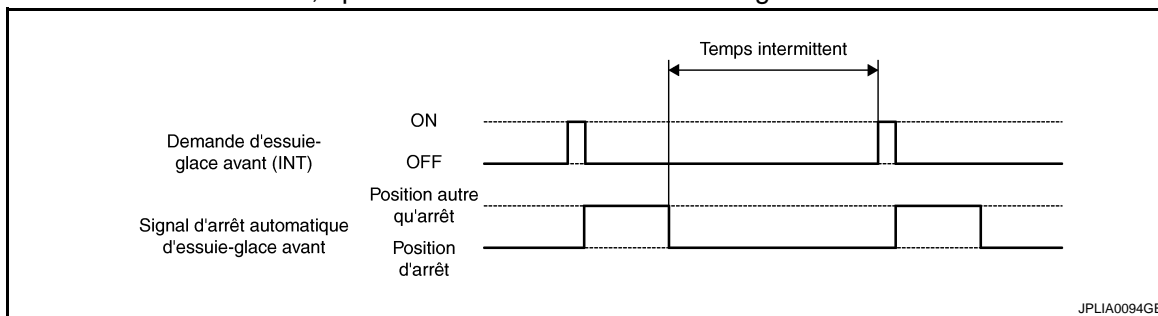 Temps intermittent
ON
Demande d'essuie-
glace avant (INT)
OFF
Position autre
qu'arrêt
Signal d'arrêt automatique
d'essuie-glace avant
Position
d'arrêt